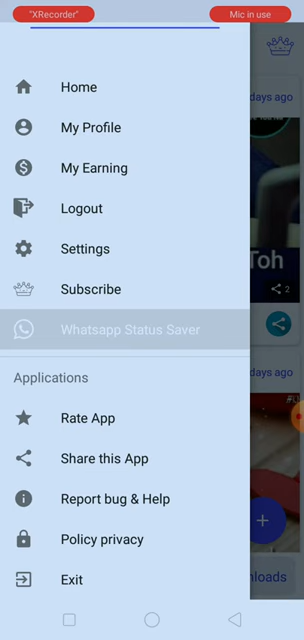 "XRecorder"
Mic in use
days ago
Home
My Profile
My Earning
Logout
Toh
Settings
2
Subscribe
Whatsapp Status Saver
days ago
Applications
Rate App
Share this App
Report bug & Help
Policy privacy
nloads
Exit